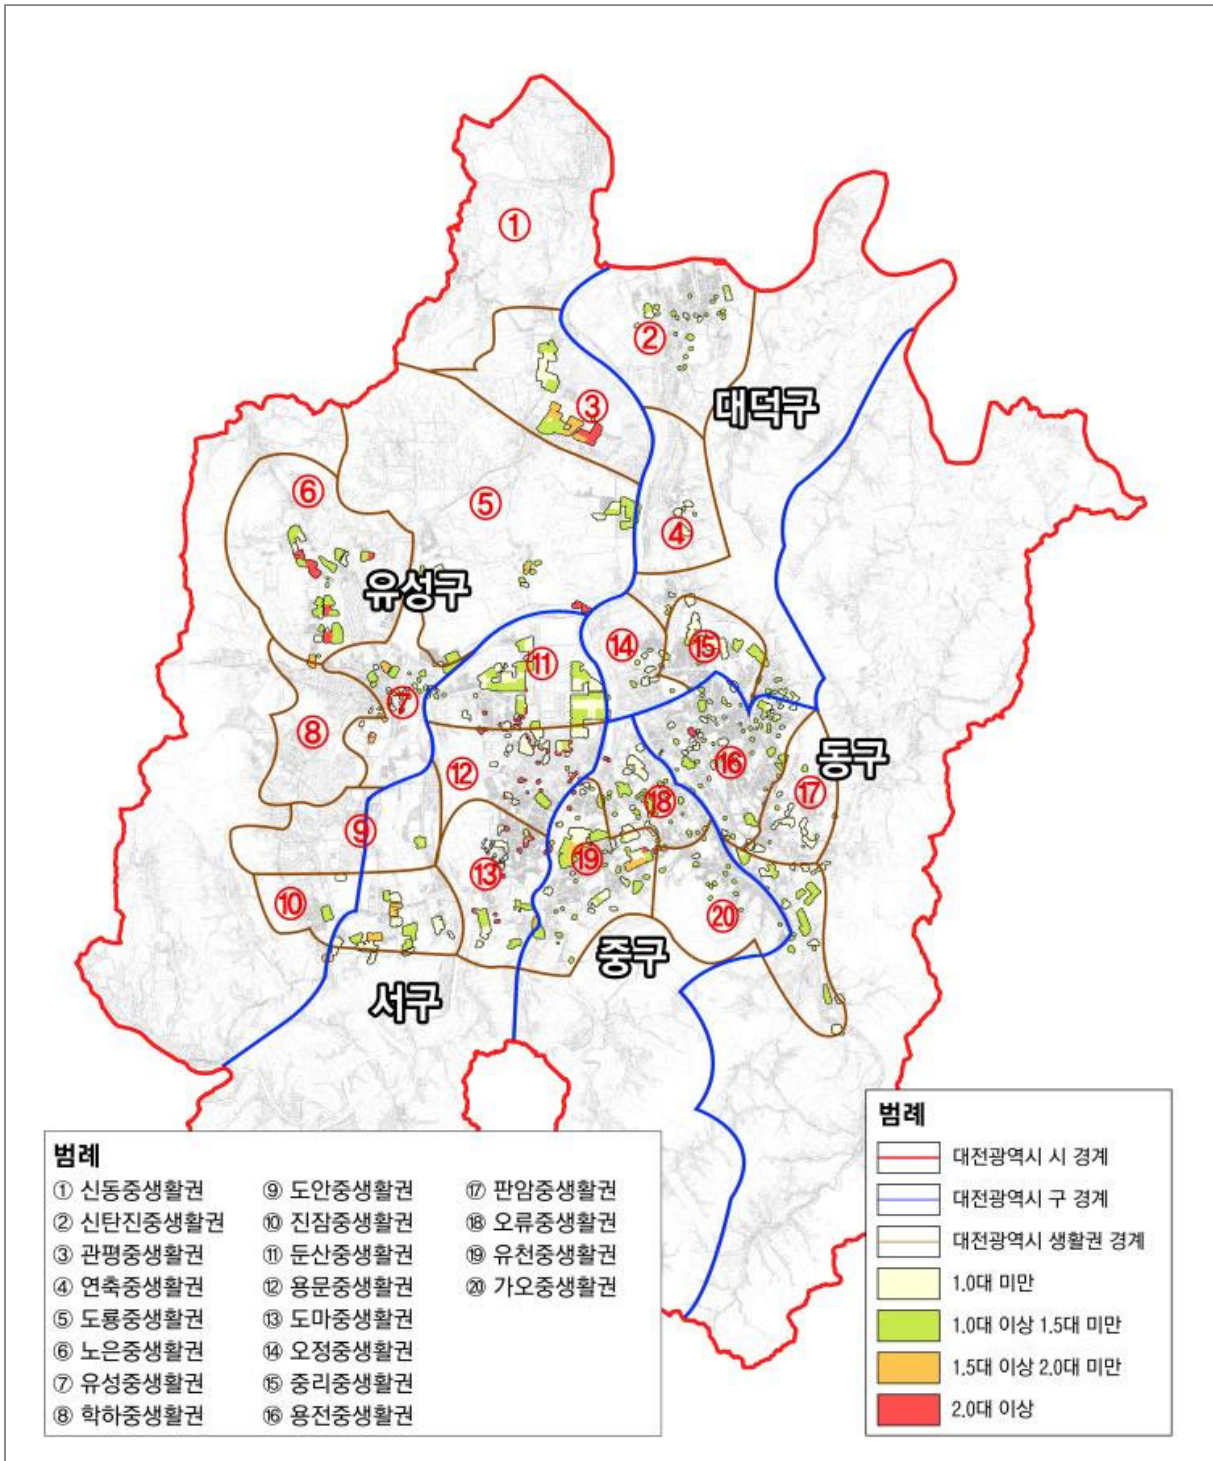 ①
②
③
대덕구
⑥
⑤
④
유성구
⑭
⑮
⑪
⑦
⑧
⑫
⑯
동구
⑰
⑱
⑨
⑲
⑬
⑩
⑳
중구
서구
범례
① 신동중생활권
② 신탄진중생활권
③ 관평중생활권
④ 연축중생활권
⑤ 도룡중생활권
⑥ 노은중생활권
⑦ 유성중생활권
⑧ 학하중생활권
⑨ 도안중생활권
⑩ 진잠중생활권
⑪ 둔산중생활권
⑫ 용문중생활권
⑬ 도마중생활권
⑭ 오정중생활권
⑮ 중리중생활권
⑯ 용전중생활권
⑰ 판암중생활권
⑱ 오류중생활권
⑲ 유천중생활권
⑳ 가오중생활권
범례
대전광역시 시 경계
대전광역시 구 경계
대전광역시 생활권 경계
1.0대 미만
1.0대 이상 1.5대 미만
1.5대 이상 2.0대 미만
2.0대 이상